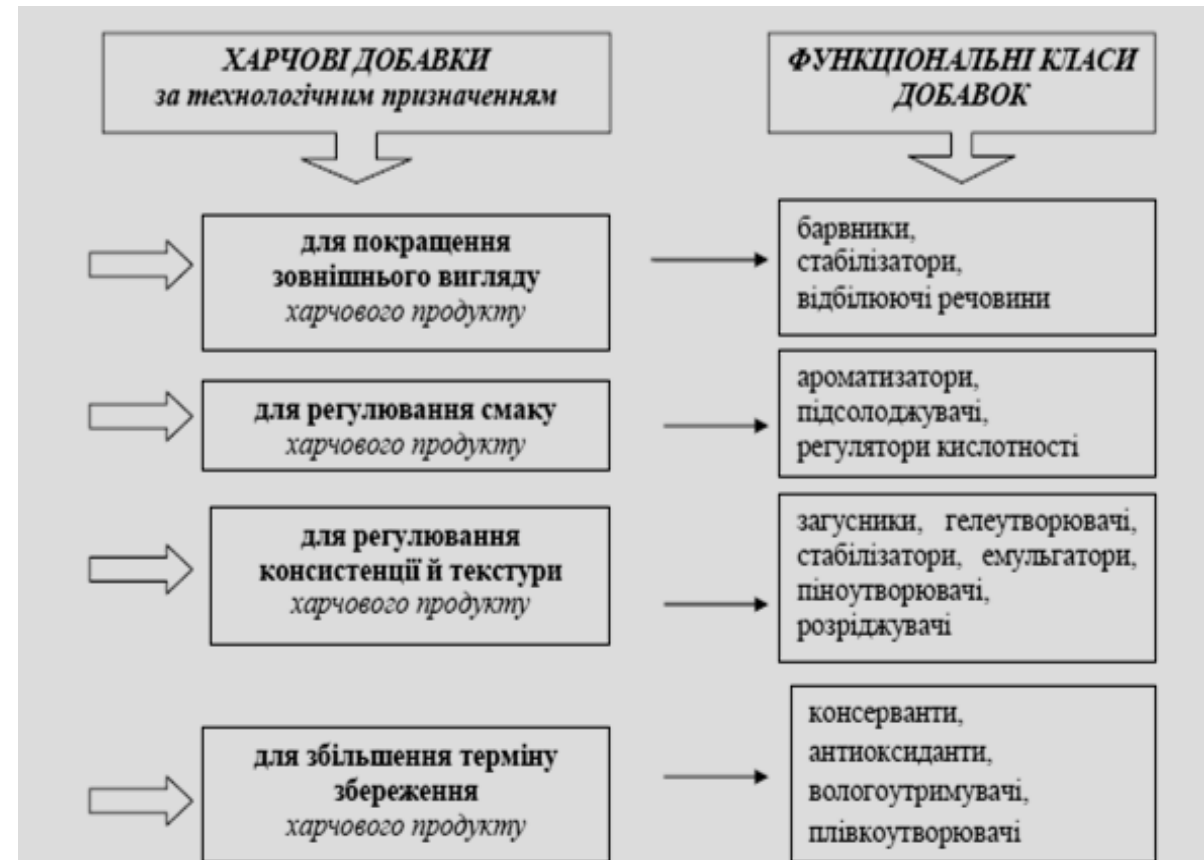 ХАРЧОВІ ДОБАВКИ
за технологічним призначенням
ФУНКЦІОНАЛЬНІ КЛАСИ
ДОБАВОК
для покращення
зовнішнього вигляду
харчового продукту
барвники,
стабілізатори,
відбілюючі речовини
для регулювання смаку
харчового продукту
ароматизатори,
підсолоджувачі,
регулятори кислотності
для регулювання
консистенції й текстури
харчового продукту
загусники, гелеутворювачі,
стабілізатори, емульгатори,
піноутворювачі,
розріджувачі
для збільшення терміну
збереження
харчового продукту
консерванти,
антиоксиданти,
вологоутримувачі,
плівкоутворювачі